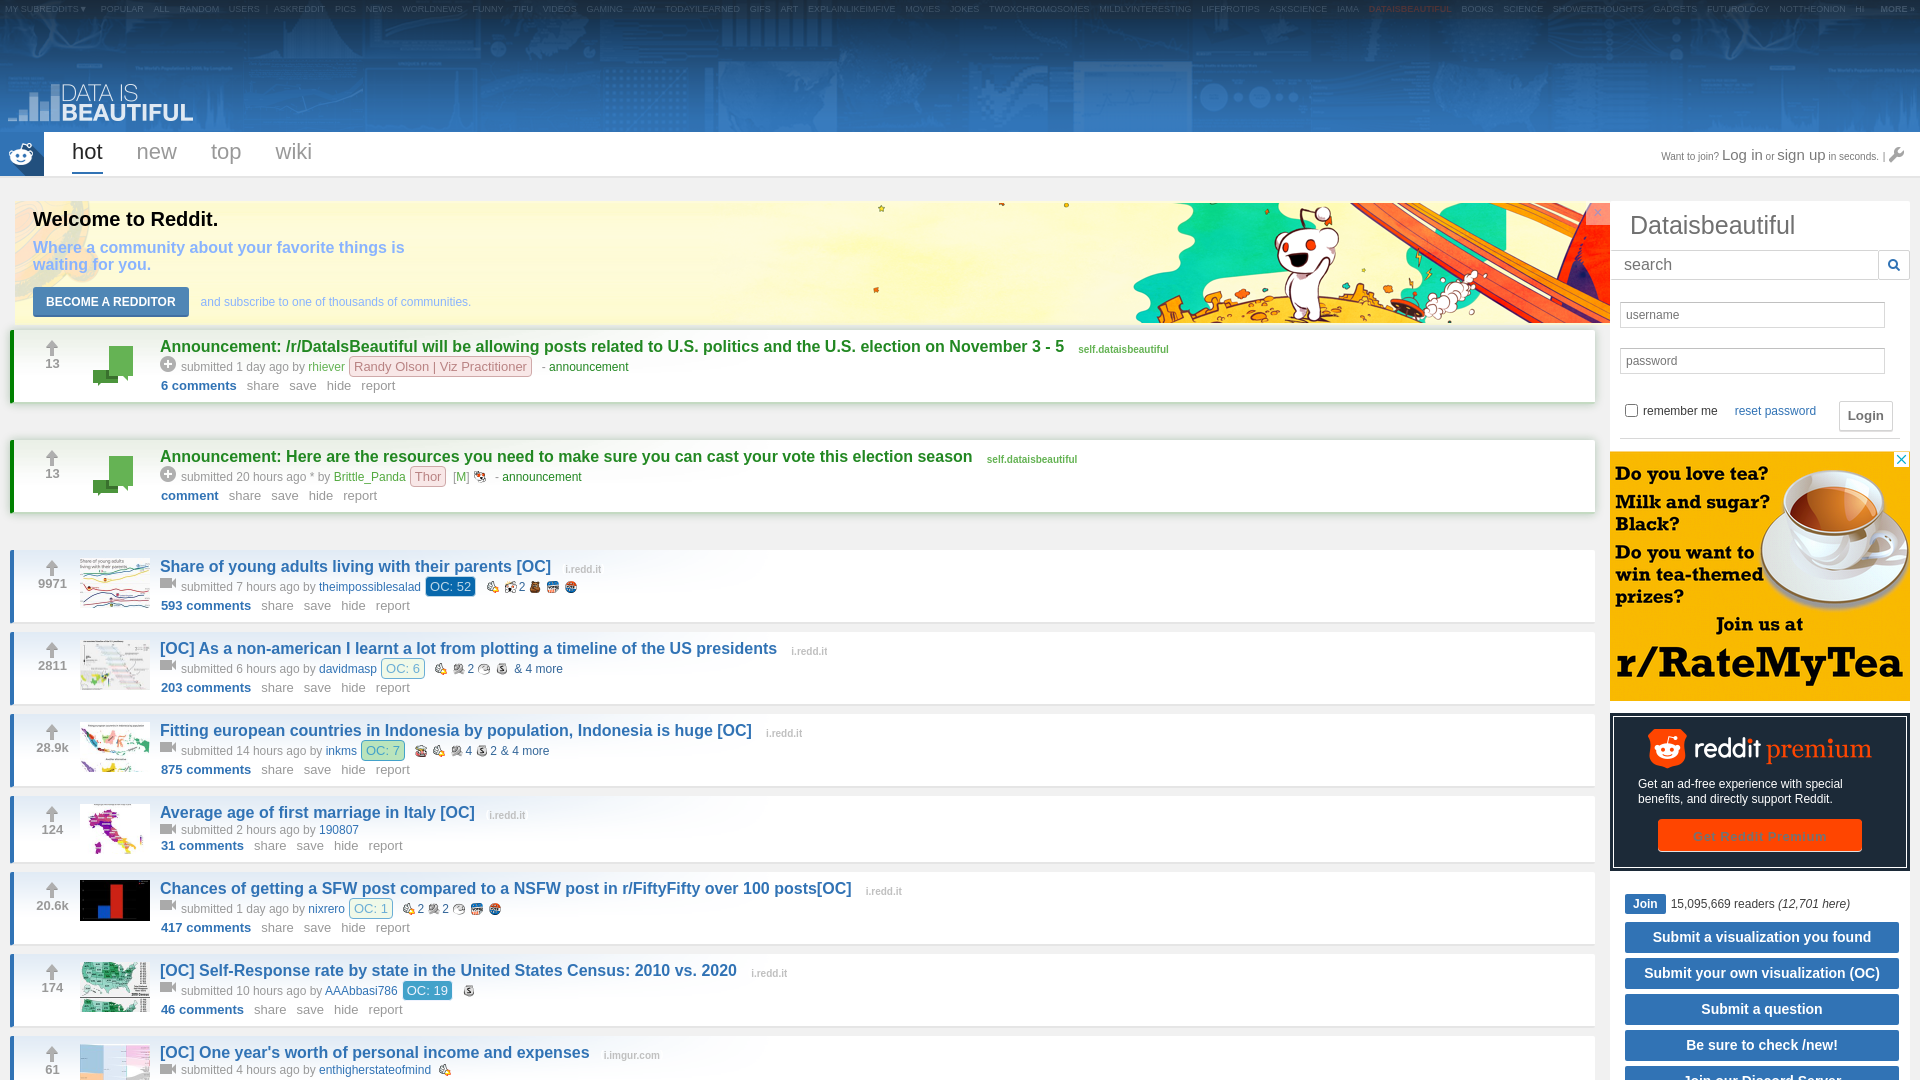 MY SUBREDDITS ▼ POPULAR ALL RANDOM USERS | ASKREDDIT PICS NEWS WORLDNEWS FUNNY TIFU VIDEOS GAMING AWW TODAYILEARNED GIFS ART EXPLAINLIKEIMFIVE MOVIES JOKES TWOXCHROMOSOMES MILDLYINTERESTING LIFEPROTIPS ASKSCIENCE IAMA DATAISBEAUTIFUL BOOKS SCIENCE SHOWERTHOUGHTS GADGETS FUTUROLOGY NOTTHEONION HI MORE »
DATA IS
BEAUTIFUL
hot new top wiki
Want to join? Log in or sign up in seconds. |
Welcome to Reddit.
Where a community about your favorite things is
waiting for you.
BECOME A REDDITOR and subscribe to one of thousands of communities.
×
Announcement: /r/DataIsBeautiful will be allowing posts related to U.S. politics and the U.S. election on November 3 - 5 self.dataisbeautiful
13
submitted 1 day ago by rhiever Randy Olson | Viz Practitioner - announcement
6 comments share save hide report
Announcement: Here are the resources you need to make sure you can cast your vote this election season self.dataisbeautiful
13
submitted 20 hours ago * by Brittle_Panda Thor [M] - announcement
comment share save hide report
Share of young adults living with their parents [OC] i.redd.it
9971
submitted 7 hours ago by theimpossiblesalad OC: 52 2
593 comments share save hide report
[OC] As a non-american I learnt a lot from plotting a timeline of the US presidents i.redd.it
2811
submitted 6 hours ago by davidmasp OC: 6 2 & 4 more
203 comments share save hide report
Fitting european countries in Indonesia by population, Indonesia is huge [OC] i.redd.it
28.9k
submitted 14 hours ago by inkms OC: 7 4 2 & 4 more
875 comments share save hide report
Average age of first marriage in Italy [OC] i.redd.it
124
submitted 2 hours ago by 190807
31 comments share save hide report
Chances of getting a SFW post compared to a NSFW post in r/FiftyFifty over 100 posts[OC] i.redd.it
20.6k
submitted 1 day ago by nixrero OC: 1 2 2
417 comments share save hide report
[OC] Self-Response rate by state in the United States Census: 2010 vs. 2020 i.redd.it
174
submitted 10 hours ago by AAAbbasi786 OC: 19
46 comments share save hide report
[OC] One year's worth of personal income and expenses i.imgur.com
61
submitted 4 hours ago by enthigherstateofmind
Dataisbeautiful
search
username
password
remember me reset password Login
Do you love tea?
Milk and sugar?
Black?
Do you want to
win tea-themed
prizes?
Join us at
r/RateMyTea
reddit premium
Get an ad-free experience with special
benefits, and directly support Reddit.
Get Reddit Premium
Join 15,095,669 readers (12,701 here)
Submit a visualization you found
Submit your own visualization (OC)
Submit a question
Be sure to check /new!
Join our Discord Server